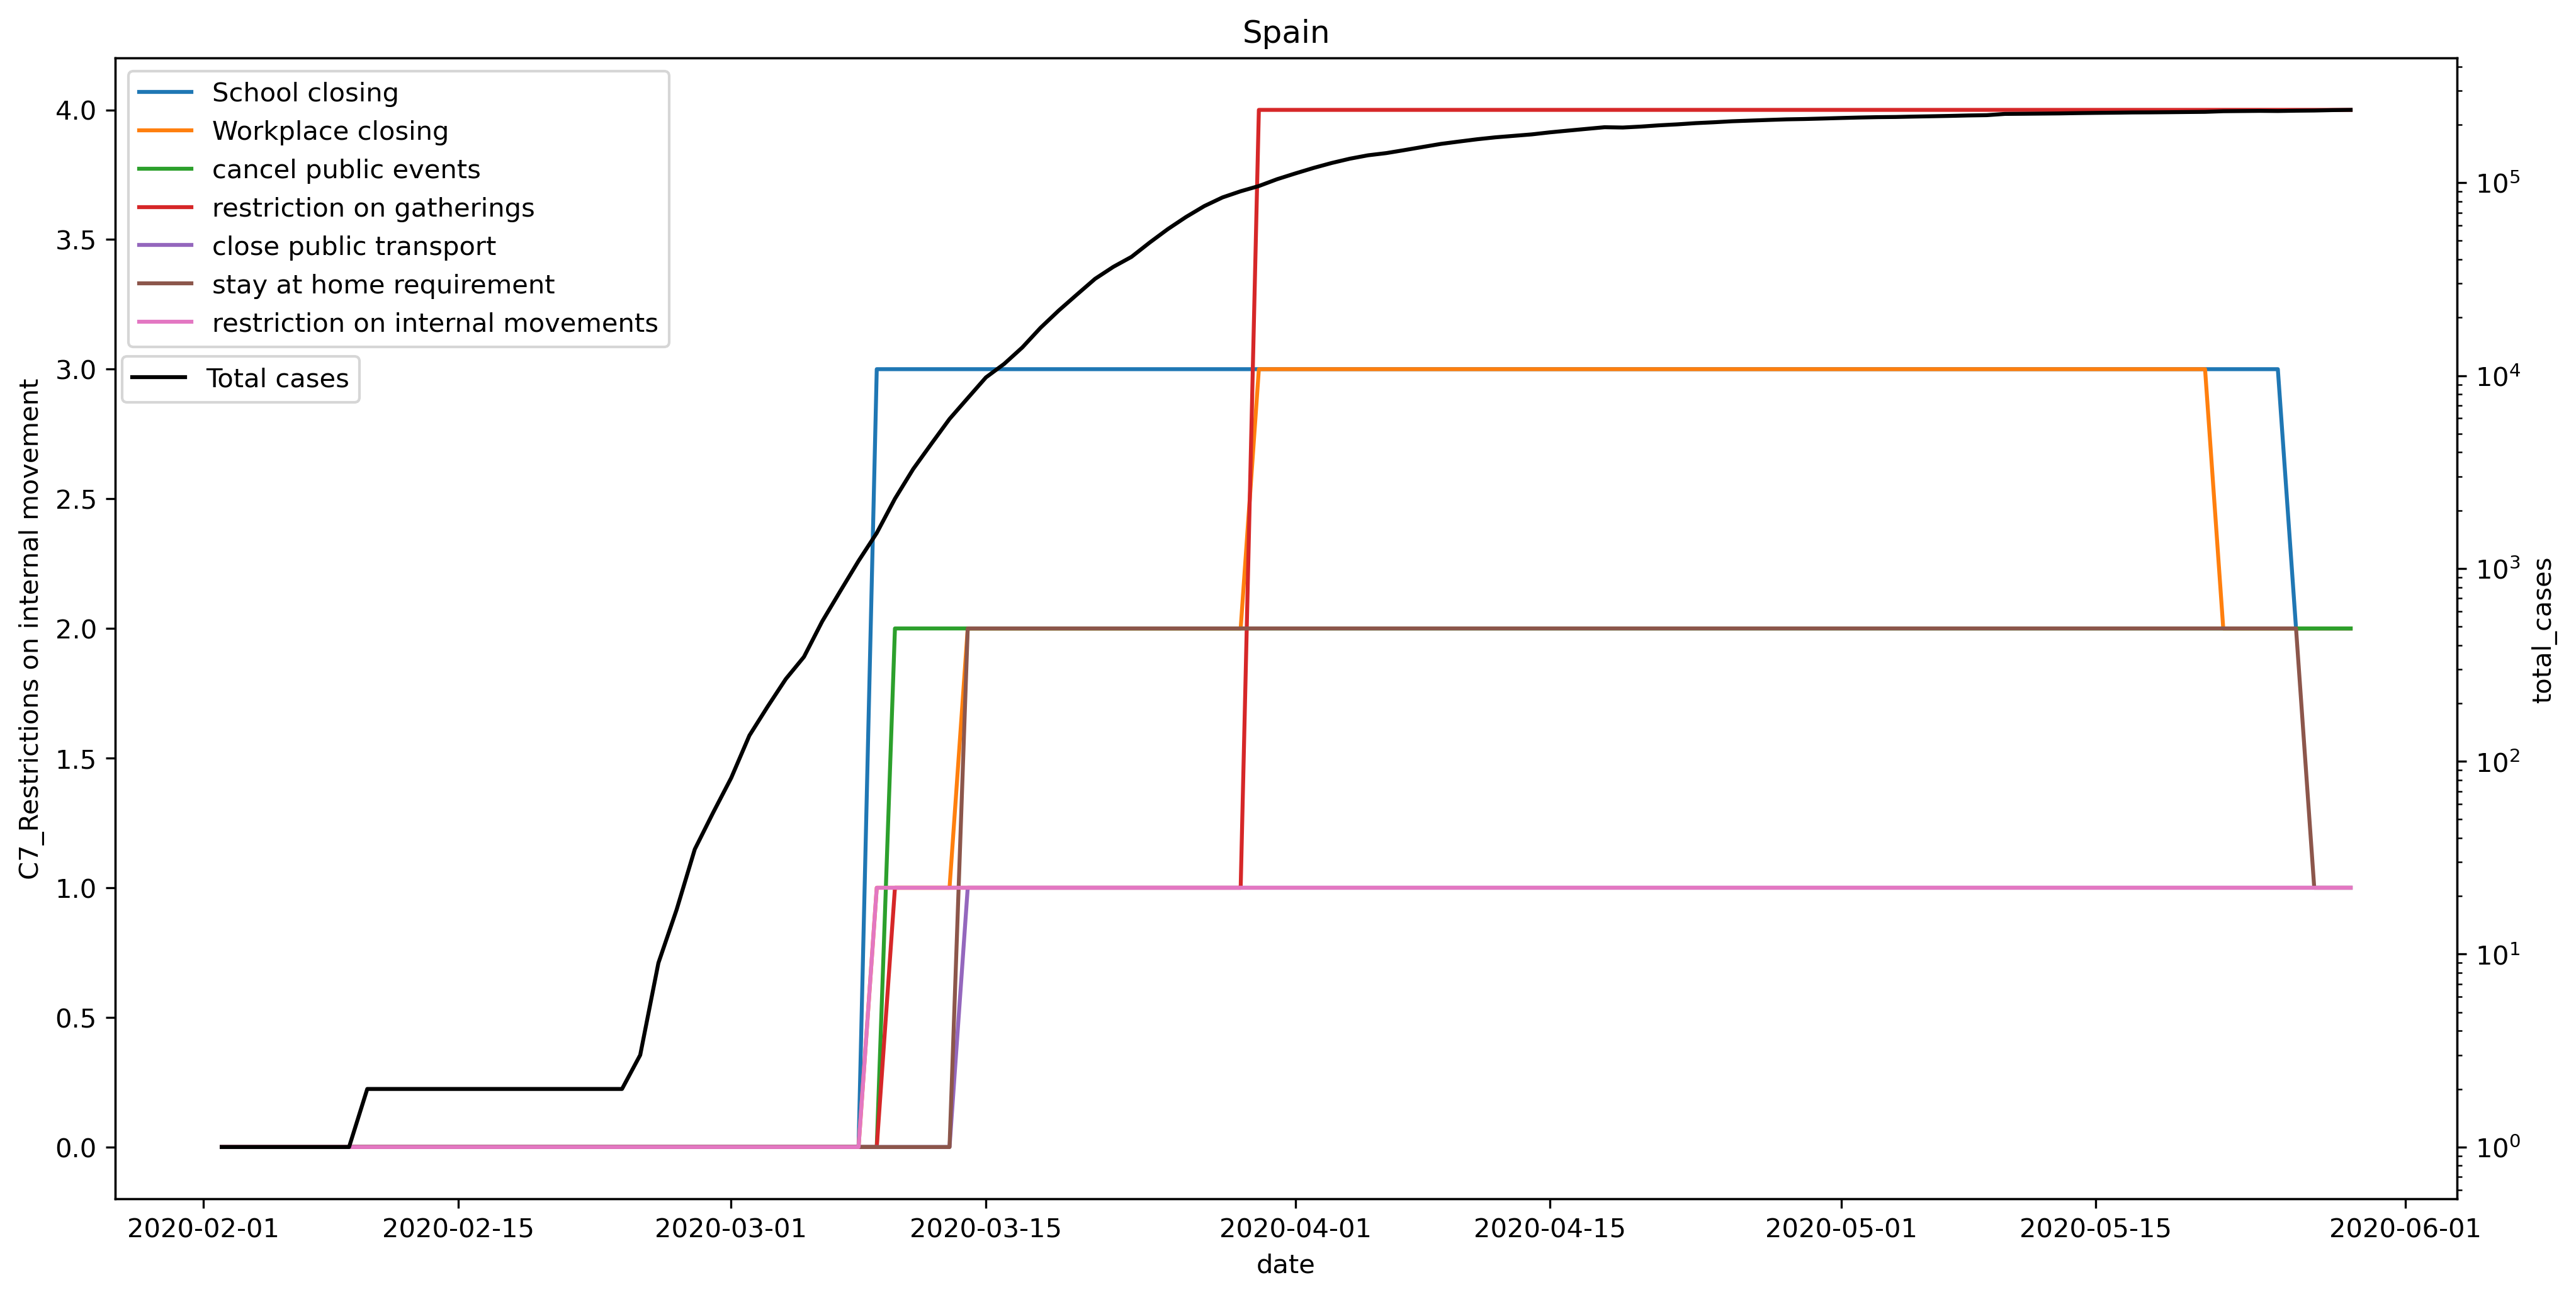 Spain
School closing
Workplace closing
cancel public events
restriction on gatherings
close public transport
stay at home requirement
restriction on internal movements
Total cases
C7_Restrictions on internal movement
4.0
3.5
3.0
2.5
2.0
1.5
1.0
0.5
0.0
10^5
10^4
10^3
10^2
10^1
10^0
total_cases
2020-02-01 2020-02-15 2020-03-01 2020-03-15 2020-04-01 2020-04-15 2020-05-01 2020-05-15 2020-06-01
date